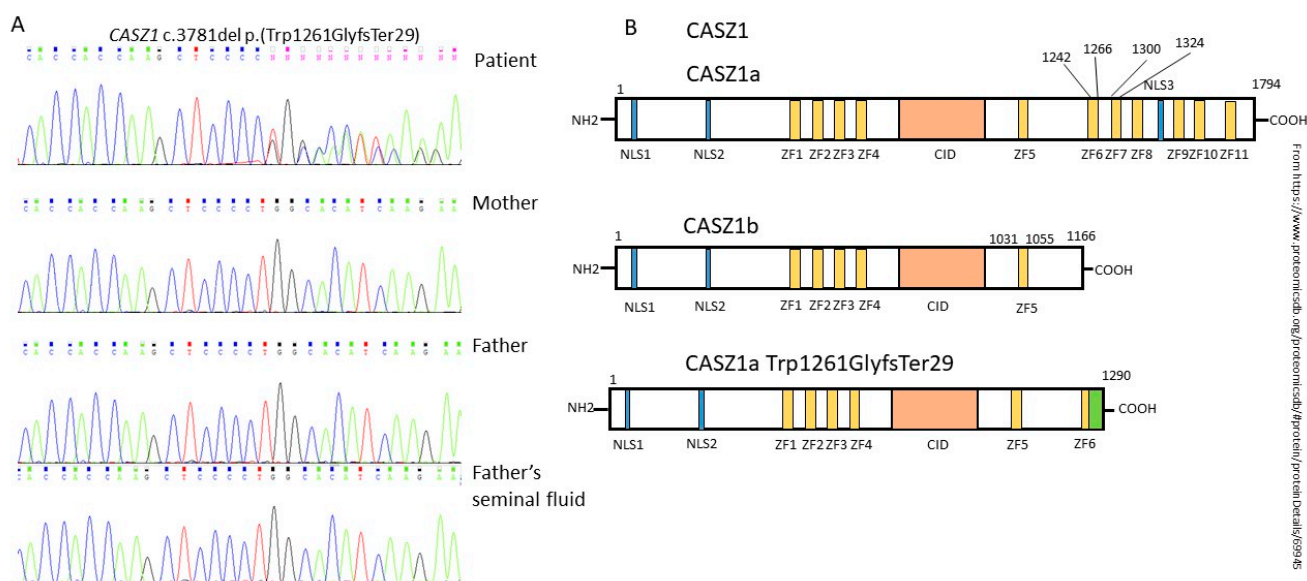 A
CASZ1 c.3781del p.(Trp1261GlyfsTer29)
Patient
C A C C A C C A A G C T C C C C N N N N N N N N N N N N N
Mother
C A C C A C C A A G C T C C C C T G G C A C A T C A A G A A
Father
C A C C A C C A A G C T C C C C T G G C A C A T C A A G A A
Father's
seminal fluid
C A C C A C C A A G C T C C C C T G G C A C A T C A A G A A
B
CASZ1
CASZ1a
1242 1266 1300 1324
1 NLS3 1794
NH2 COOH
NLS1 NLS2 ZF1 ZF2 ZF3 ZF4 CID ZF5 ZF6 ZF7 ZF8 ZF9 ZF10 ZF11
CASZ1b
1 1031 1055 1166
NH2 COOH
NLS1 NLS2 ZF1 ZF2 ZF3 ZF4 CID ZF5
CASZ1a Trp1261GlyfsTer29
1 1290
NH2 COOH
NLS1 NLS2 ZF1 ZF2 ZF3 ZF4 CID ZF5 ZF6
From https://www.proteomicsdb.org/proteomicsdb/#protein/proteinDetails/69945